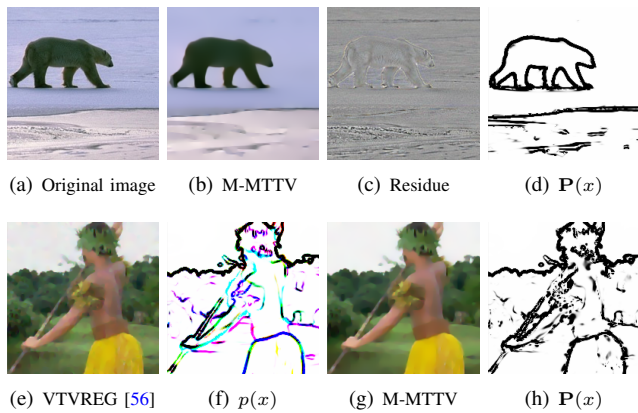 (a) Original image (b) M-MTTV (c) Residue (d) P(x)
(e) VTVREG [56] (f) p(x) (g) M-MTTV (h) P(x)